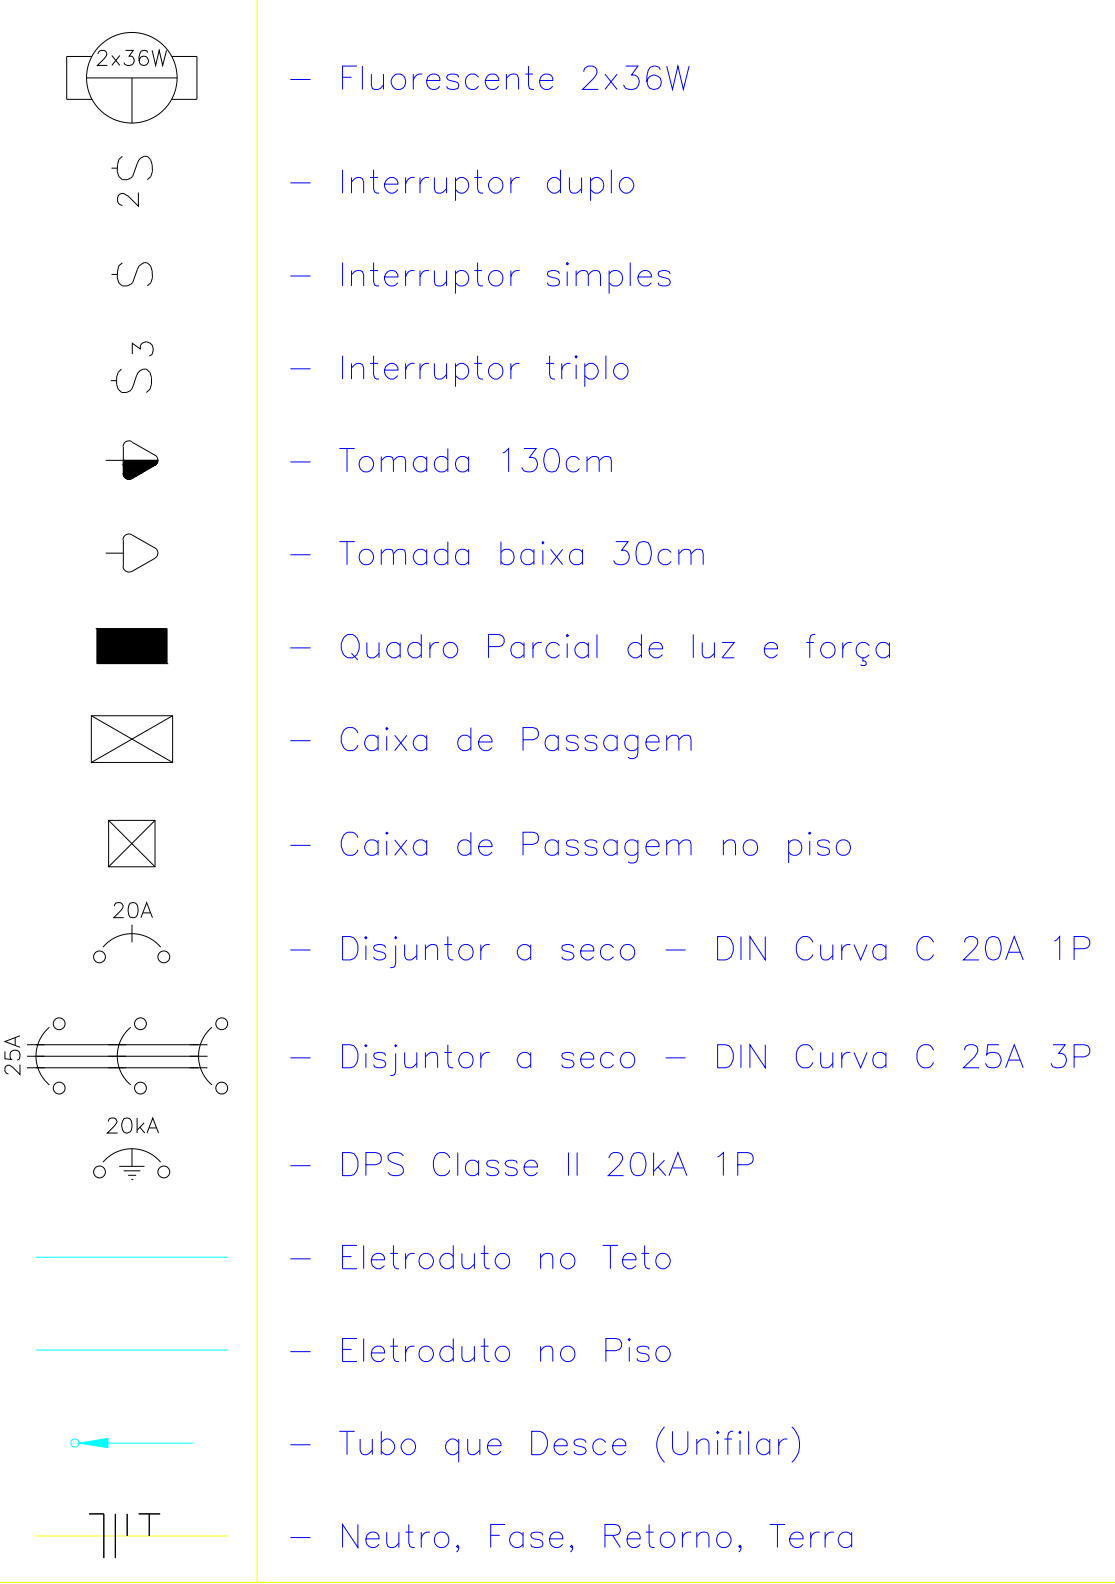 2x36W - Fluorescente 2x36W
2S - Interruptor duplo
S - Interruptor simples
S3 - Interruptor triplo
- Tomada 130cm
- Tomada baixa 30cm
- Quadro Parcial de luz e força
- Caixa de Passagem
- Caixa de Passagem no piso
20A
- Disjuntor a seco - DIN Curva C 20A 1P
25A - Disjuntor a seco - DIN Curva C 25A 3P
20kA
- DPS Classe II 20kA 1P
- Eletroduto no Teto
- Eletroduto no Piso
- Tubo que Desce (Unifilar)
- Neutro, Fase, Retorno, Terra